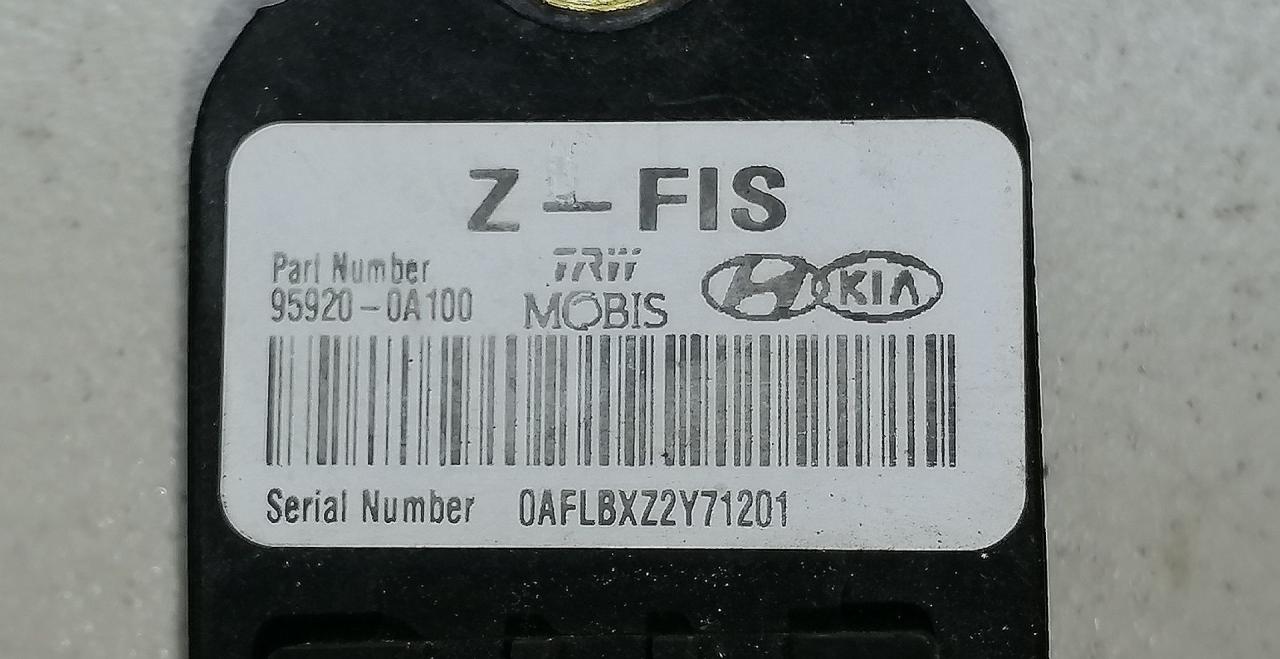 Z-FIS
TRW
Part Number
95920-0A100
MOBIS
H KIA
Serial Number 0AFLBXZ2Y71201